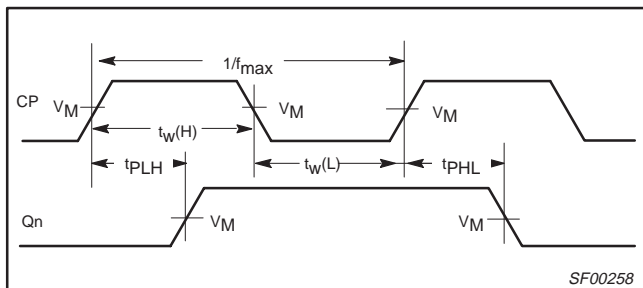 1/fmax
CP VM VM VM
tw(H)
tPLH tw(L) tPHL
Qn VM VM
SF00258